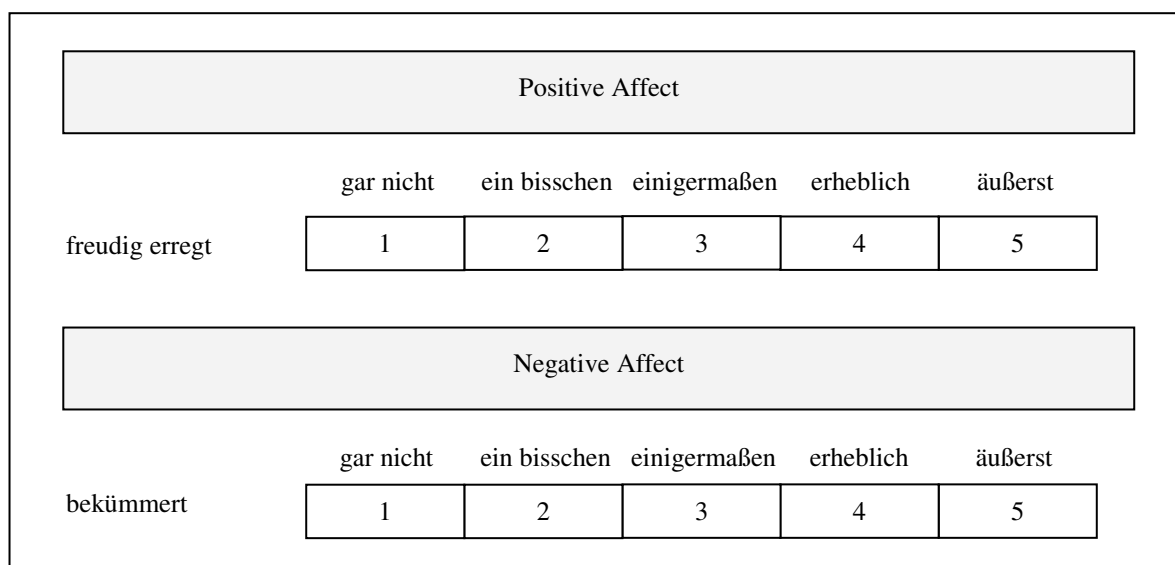 Positive Affect
gar nicht ein bisschen einigermaßen erheblich äußerst
freudig erregt 1 2 3 4 5
Negative Affect
gar nicht ein bisschen einigermaßen erheblich äußerst
bekümmert 1 2 3 4 5